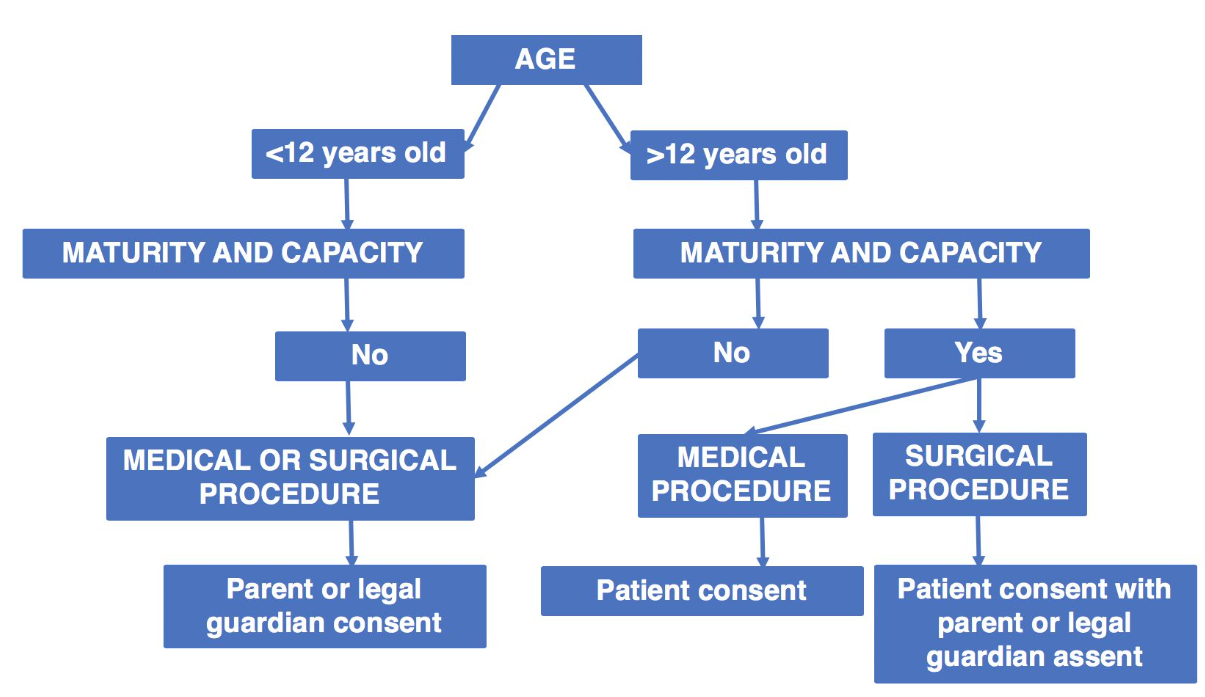 AGE
<12 years old
>12 years old
MATURITY AND CAPACITY
MATURITY AND CAPACITY
No
No
Yes
MEDICAL OR SURGICAL
PROCEDURE
MEDICAL
PROCEDURE
SURGICAL
PROCEDURE
Parent or legal
guardian consent
Patient consent
Patient consent with
parent or legal
guardian assent